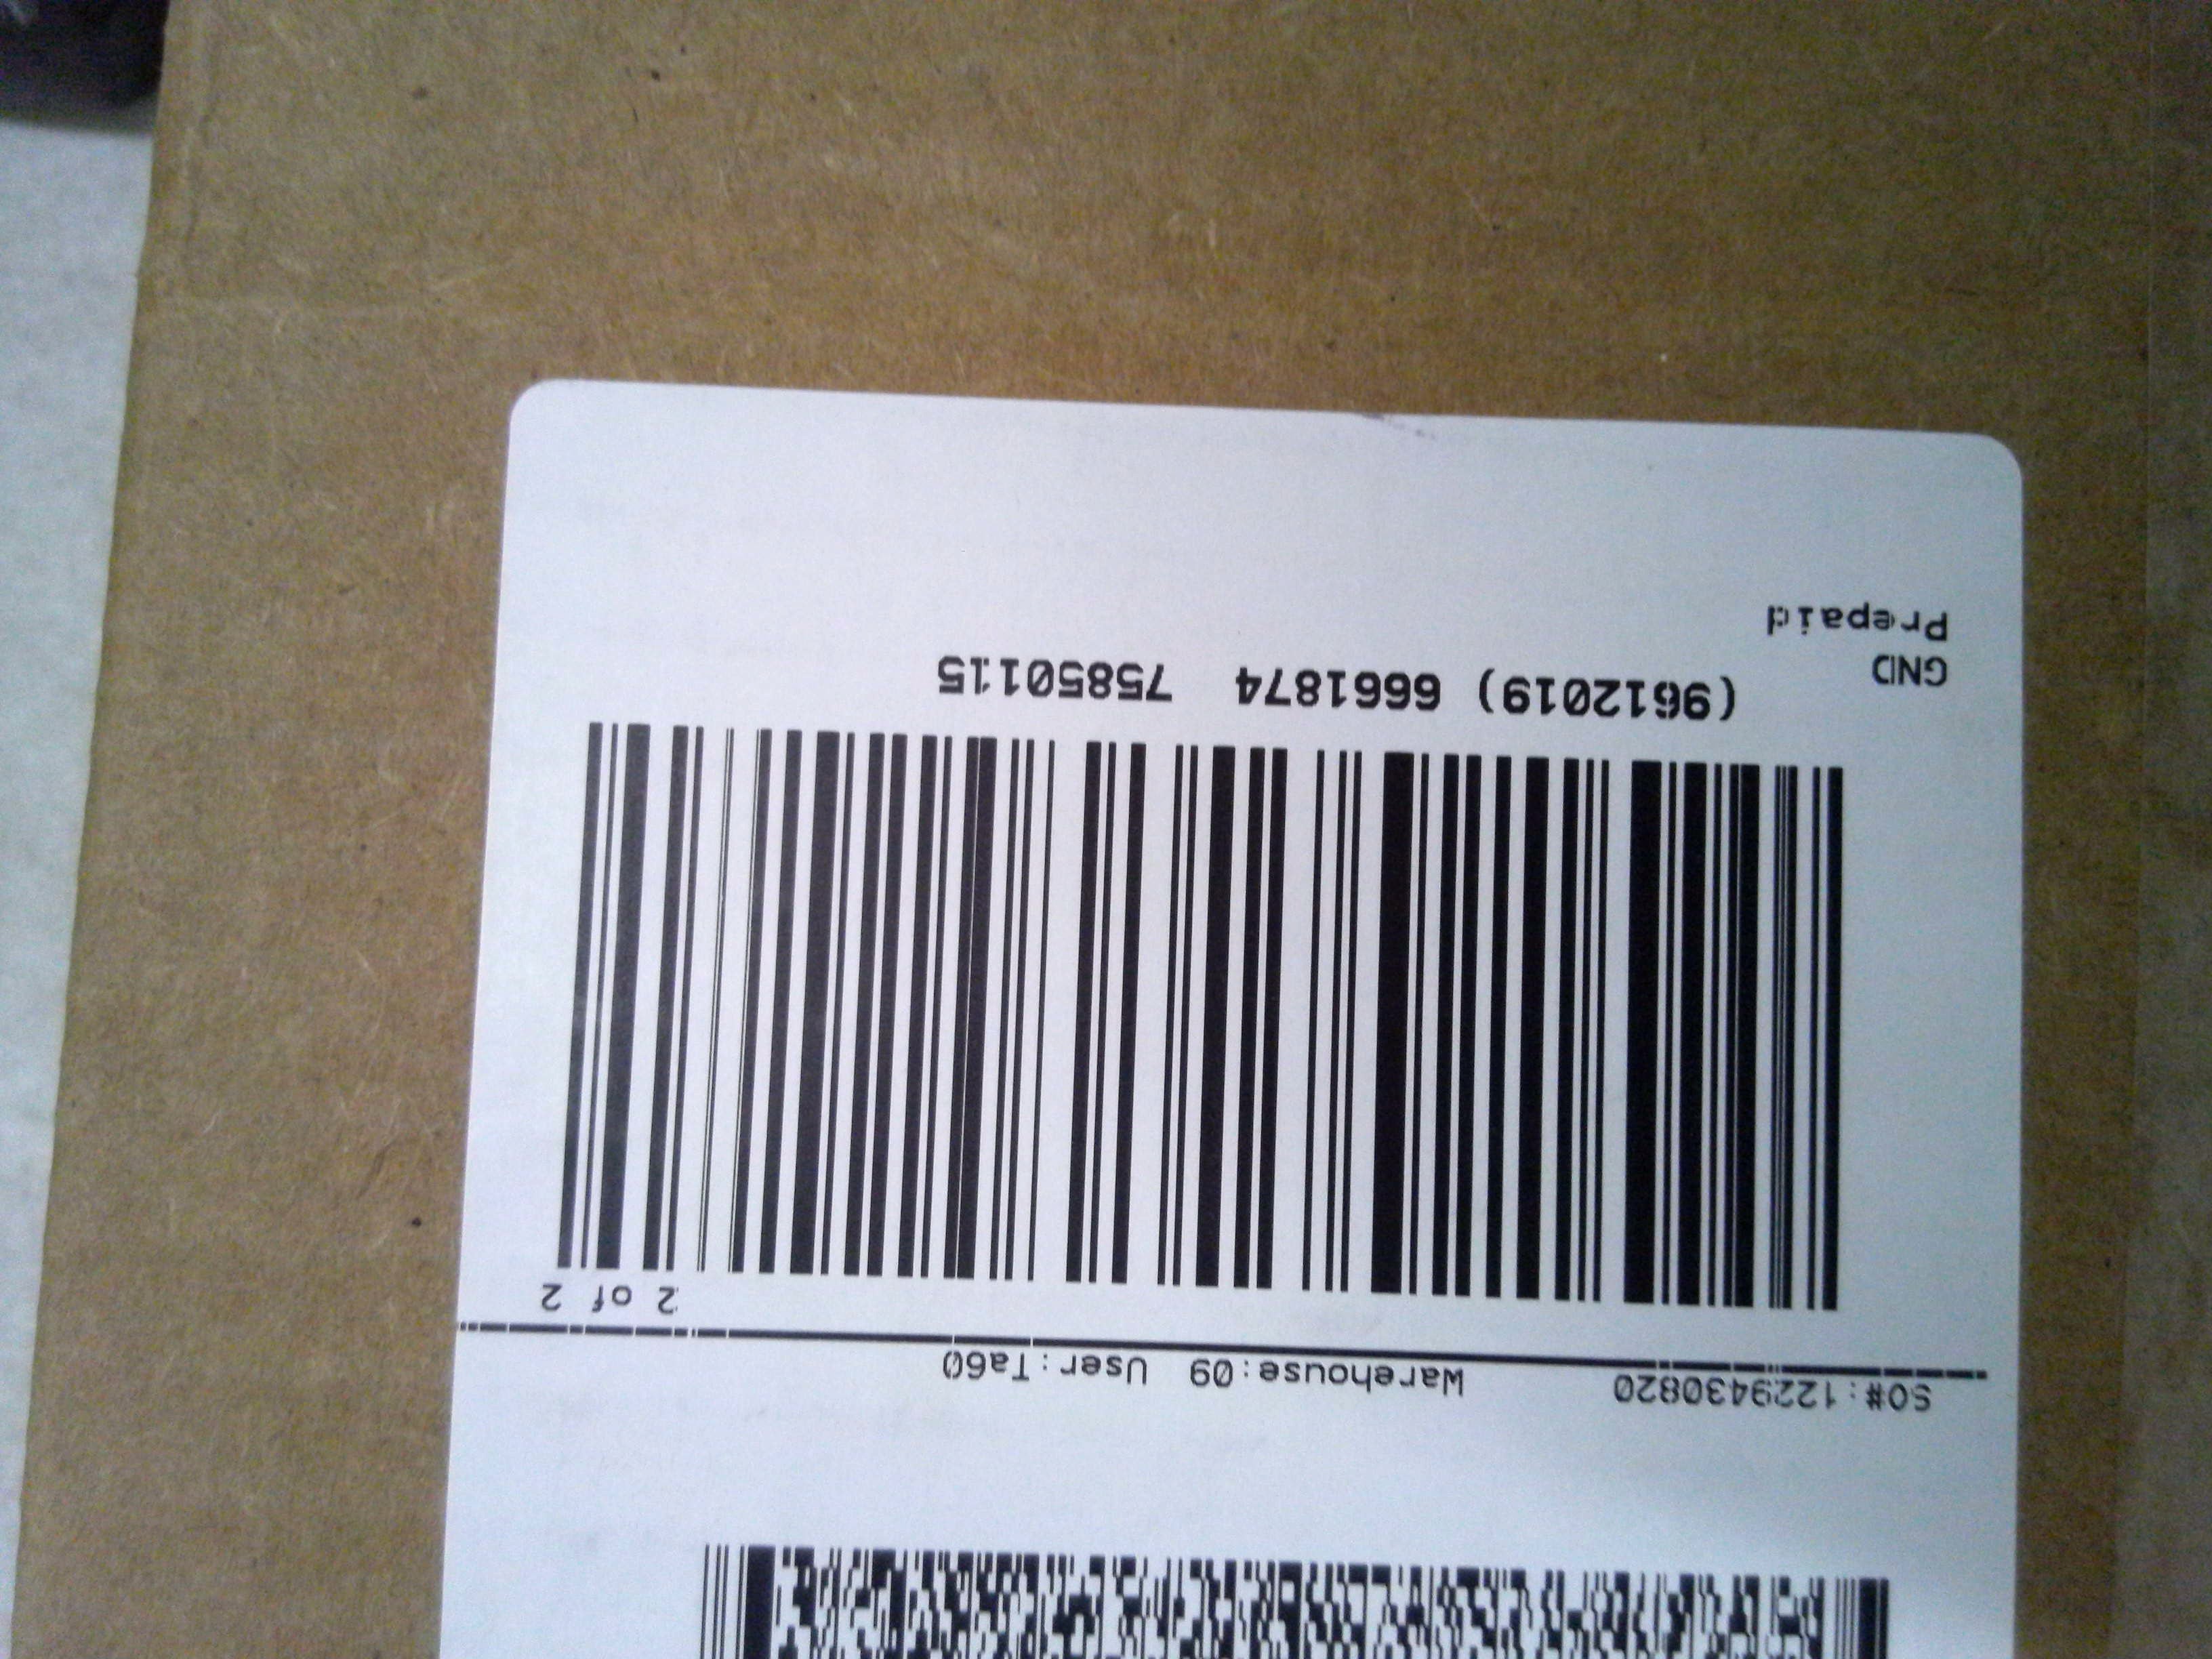 SO#:1229430820 Warehouse:09 User:Ta60
2 of 2
(9612019) 6661874 75850115
GND
Prepaid